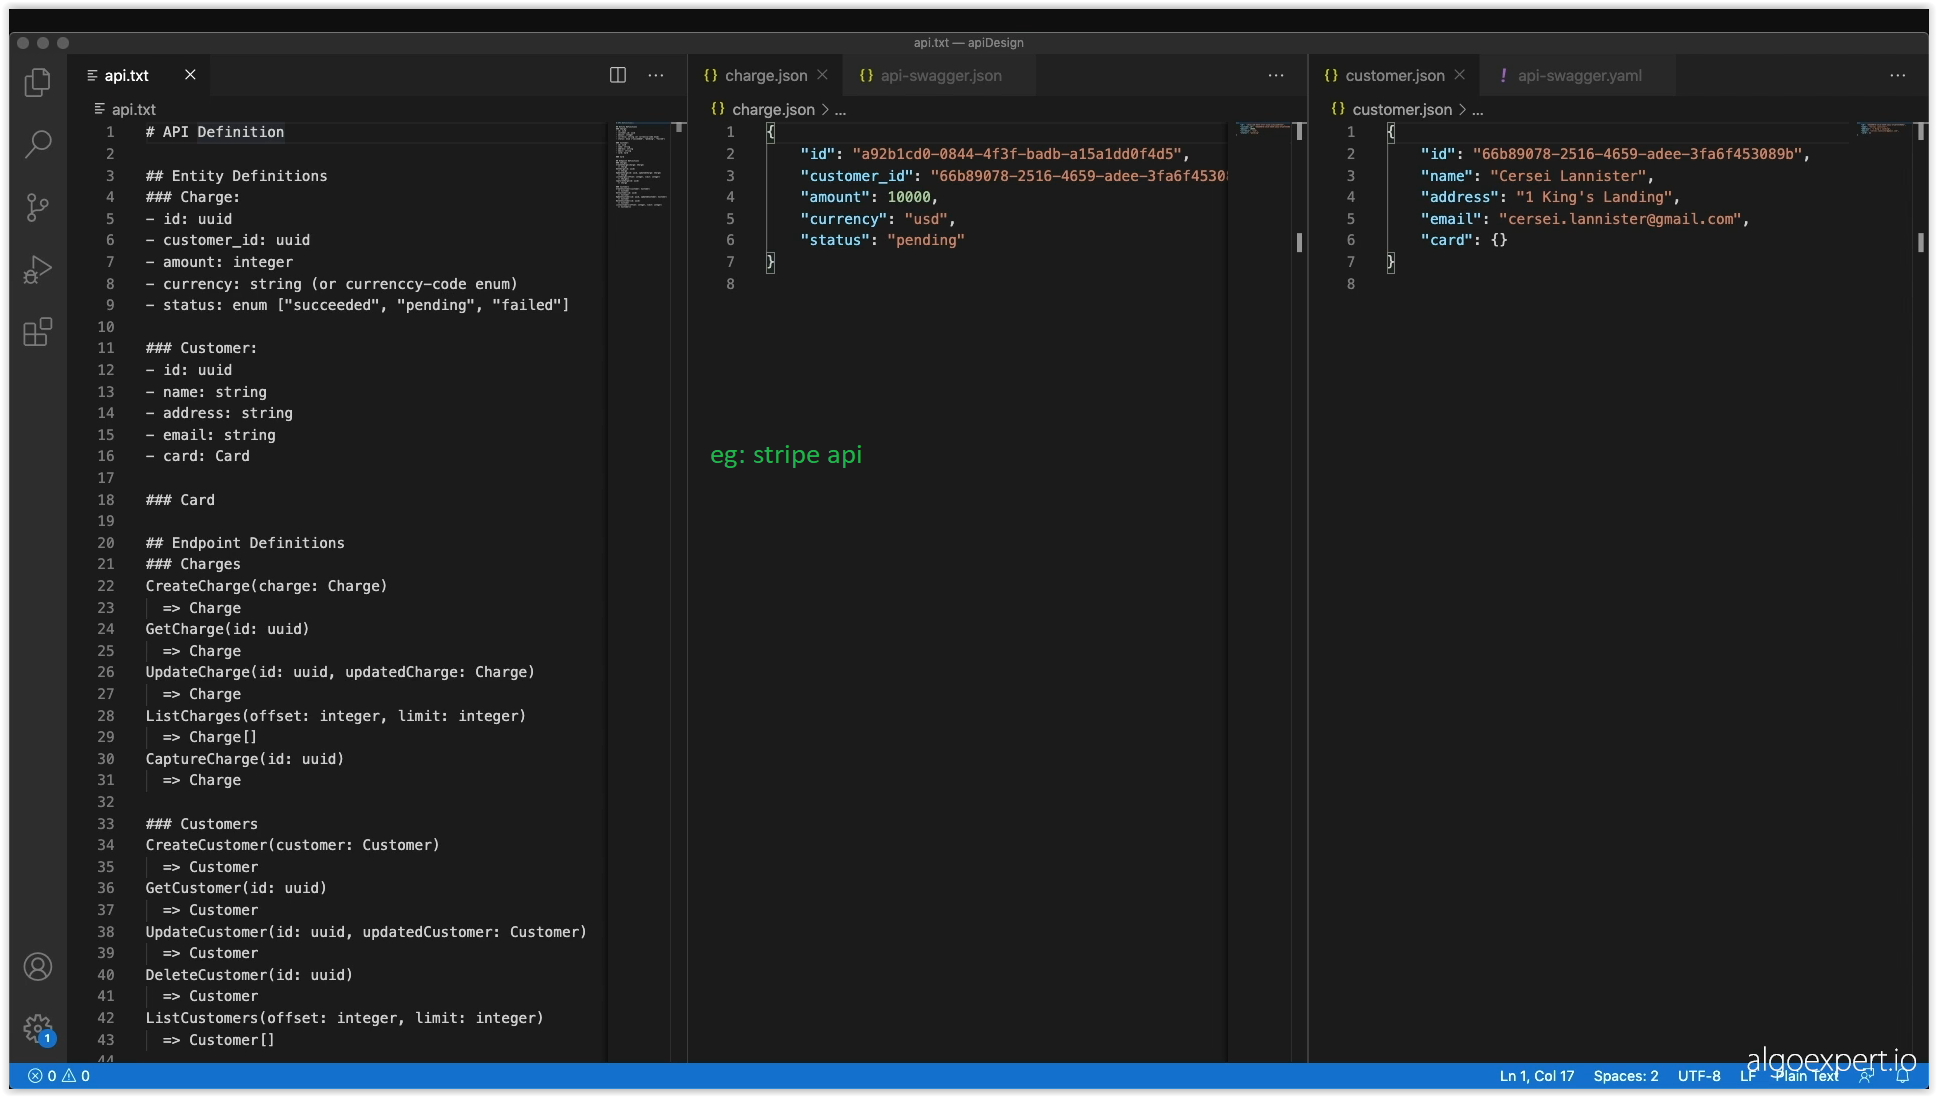 api.txt — apiDesign
api.txt
api.txt
1 # API Definition
2
3 ## Entity Definitions
4 ### Charge:
5 - id: uuid
6 - customer_id: uuid
7 - amount: integer
8 - currency: string (or currenccy-code enum)
9 - status: enum ["succeeded", "pending", "failed"]
10
11 ### Customer:
12 - id: uuid
13 - name: string
14 - address: string
15 - email: string
16 - card: Card
17
18 ### Card
19
20 ## Endpoint Definitions
21 ### Charges
22 CreateCharge(charge: Charge)
23 => Charge
24 GetCharge(id: uuid)
25 => Charge
26 UpdateCharge(id: uuid, updatedCharge: Charge)
27 => Charge
28 ListCharges(offset: integer, limit: integer)
29 => Charge[]
30 CaptureCharge(id: uuid)
31 => Charge
32
33 ### Customers
34 CreateCustomer(customer: Customer)
35 => Customer
36 GetCustomer(id: uuid)
37 => Customer
38 UpdateCustomer(id: uuid, updatedCustomer: Customer)
39 => Customer
40 DeleteCustomer(id: uuid)
41 => Customer
42 ListCustomers(offset: integer, limit: integer)
43 => Customer[]
44
charge.json api-swagger.json
{} charge.json > ...
1 {
2 "id": "a92b1cd0-0844-4f3f-badb-a15a1dd0f4d5",
3 "customer_id": "66b89078-2516-4659-adee-3fa6f4530
4 "amount": 10000,
5 "currency": "usd",
6 "status": "pending"
7 }
8
eg: stripe api
customer.json ! api-swagger.yaml
{} customer.json > ...
1 {
2 "id": "66b89078-2516-4659-adee-3fa6f453089b",
3 "name": "Cersei Lannister",
4 "address": "1 King's Landing",
5 "email": "cersei.lannister@gmail.com",
6 "card": {}
7 }
8
1
algoexpert.io
0 0 Ln 1, Col 17 Spaces: 2 UTF-8 LF Plain Text